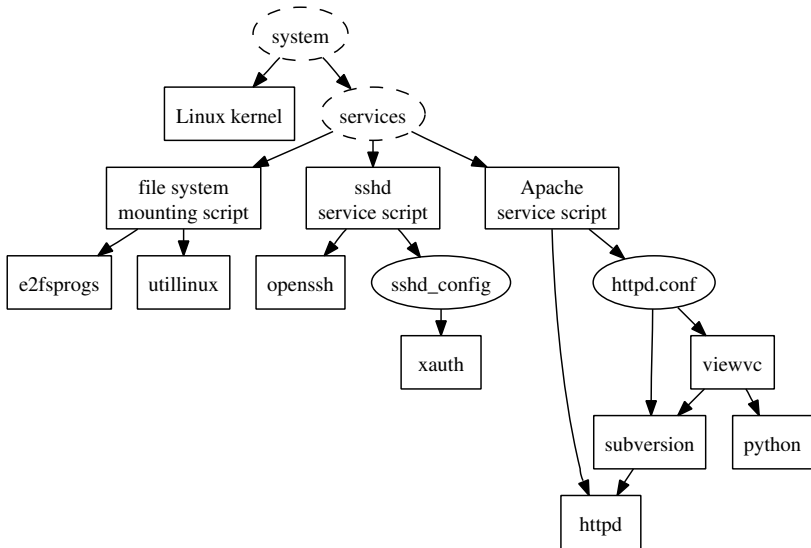 system
Linux kernel
services
file system
mounting script
sshd
service script
Apache
service script
e2fsprogs
utillinux
openssh
sshd_config
httpd.conf
xauth
viewvc
subversion
python
httpd